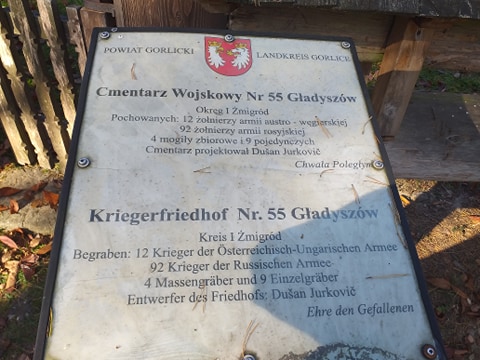 POWIAT GORLICKI
LANDKREIS GORLICE
Cmentarz Wojskowy Nr 55 Gładyszów
Okręg I Żmigród
Pochowanych: 12 żołnierzy armii austro - węgierskiej
92 żołnierzy armii rosyjskiej
4 mogiły zbiorowe i 9 pojedynczych
Cmentarz projektował Dušan Jurkovič
Chwała Poległym
Kriegerfriedhof Nr. 55 Gładyszów
Kreis I Żmigród
Begraben: 12 Krieger der Österreichisch-Ungarischen Armee
92 Krieger der Russischen Armee
4 Massengräber und 9 Einzelgräber
Entwerfer des Friedhofs: Dušan Jurkovič
Ehre den Gefallenen